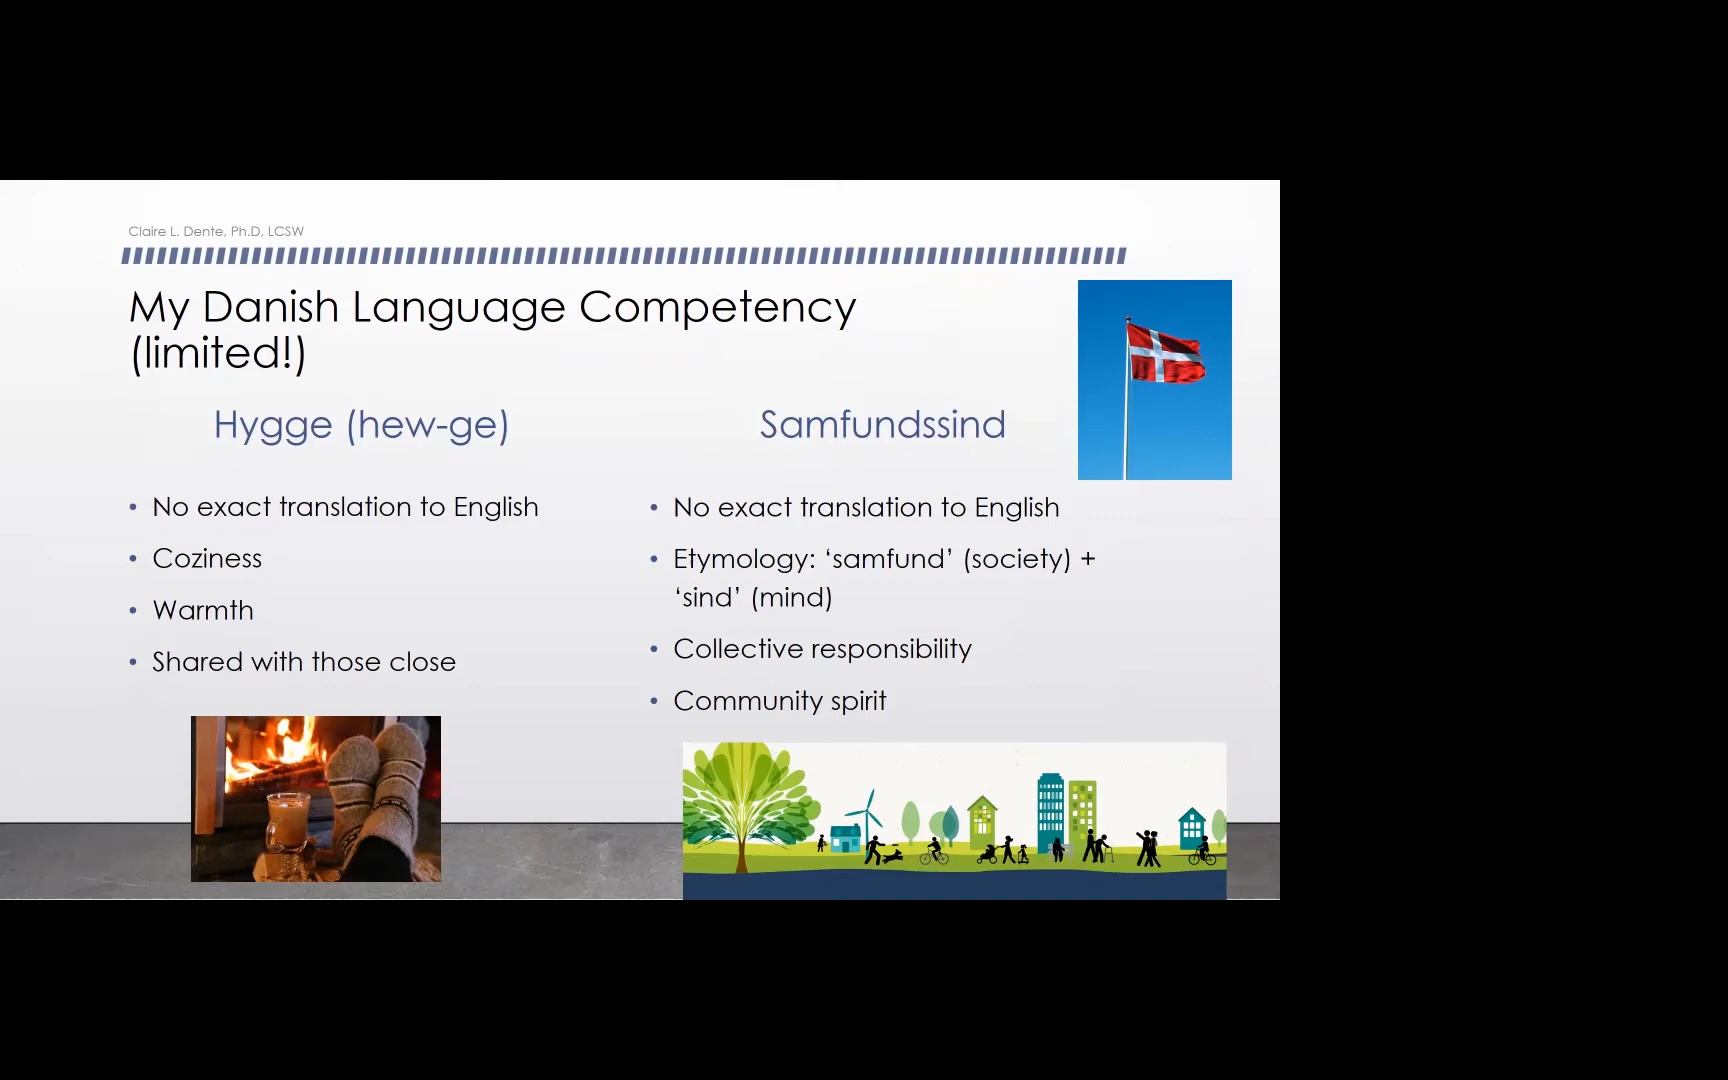 Claire L. Dente, Ph.D, LCSW
My Danish Language Competency
(limited!)
Hygge (hew-ge)
• No exact translation to English
• Coziness
• Warmth
• Shared with those close
Samfundssind
• No exact translation to English
• Etymology: ‘samfund’ (society) +
‘sind’ (mind)
• Collective responsibility
• Community spirit